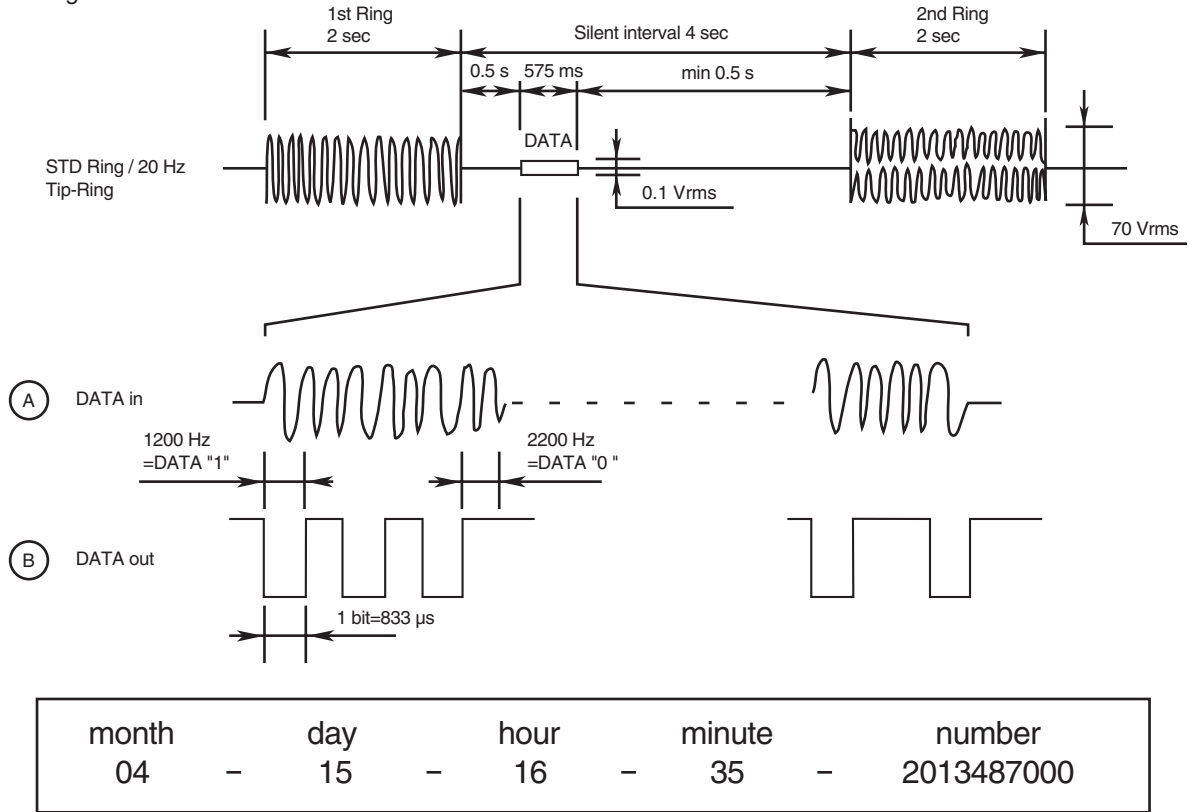 1st Ring
2 sec
Silent interval 4 sec
2nd Ring
2 sec
0.5 s
575 ms
min 0.5 s
DATA
STD Ring / 20 Hz
Tip-Ring
0.1 Vrms
70 Vrms
A
DATA in
1200 Hz
=DATA "1"
2200 Hz
=DATA "0 "
B
DATA out
1 bit=833 µs
month day hour minute number
04 – 15 – 16 – 35 – 2013487000